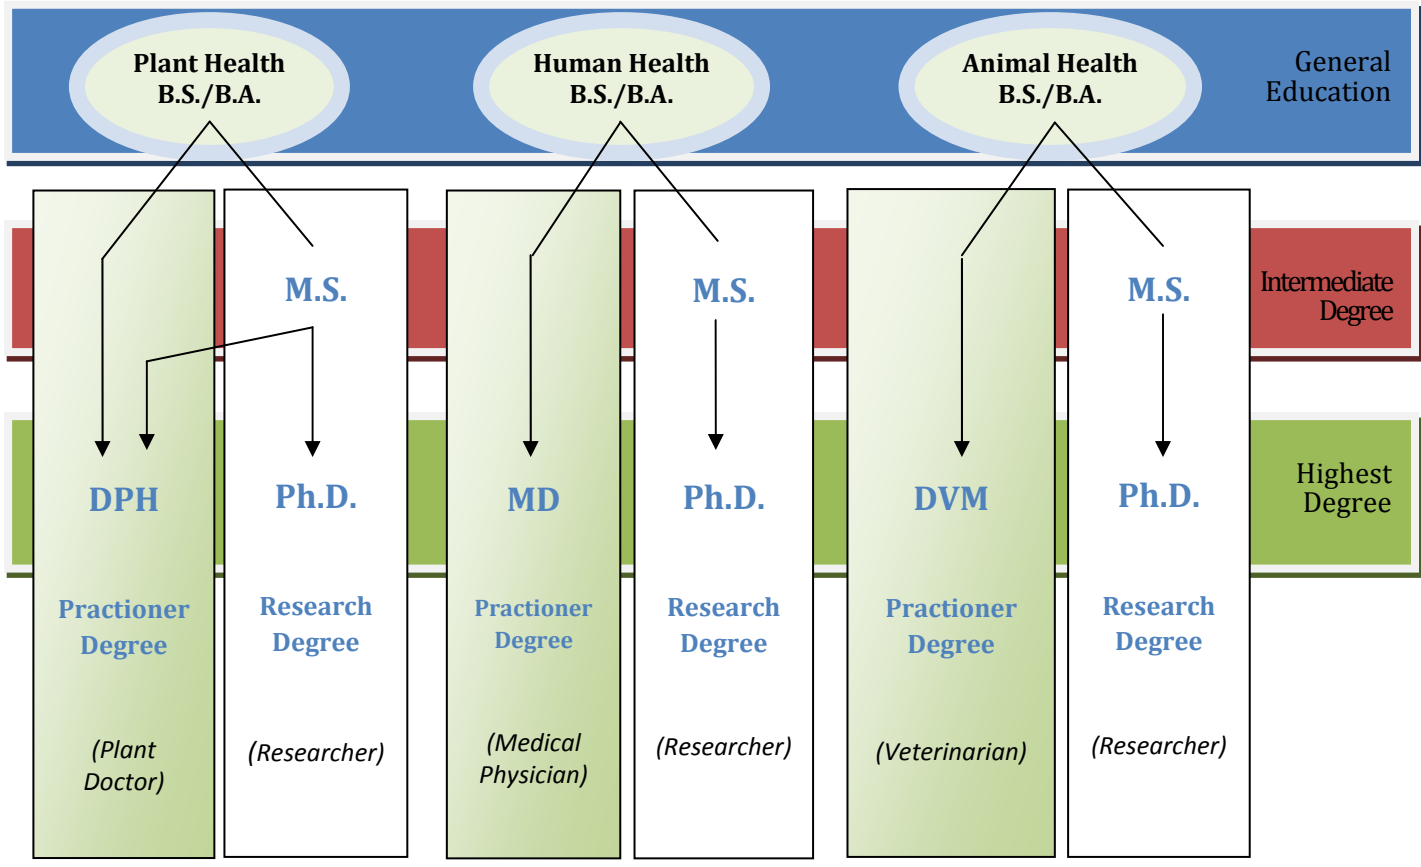 Plant Health
B.S./B.A.
Human Health
B.S./B.A.
Animal Health
B.S./B.A.
General
Education
M.S.
M.S.
M.S.
Intermediate
Degree
DPH
Ph.D.
MD
Ph.D.
DVM
Ph.D.
Highest
Degree
Practioner
Degree
Research
Degree
Practioner
Degree
Research
Degree
Practioner
Degree
Research
Degree
(Plant
Doctor)
(Researcher)
(Medical
Physician)
(Researcher)
(Veterinarian)
(Researcher)